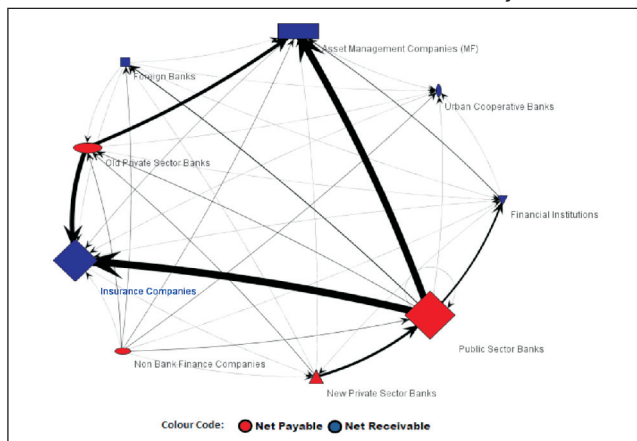 Asset Management Companies (MF)
Foreign Banks
Urban Cooperative Banks
Old Private Sector Banks
Financial Institutions
Insurance Companies
Public Sector Banks
Non Bank Finance Companies
New Private Sector Banks
Colour Code: Net Payable Net Receivable